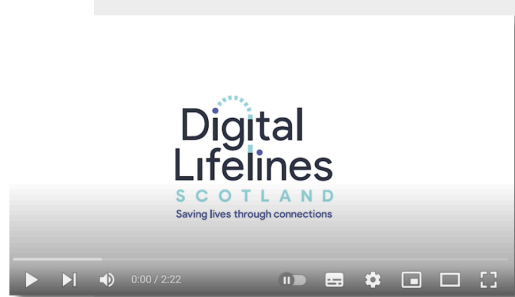 Digital
Lifelines
SCOTLAND
Saving lives through connections
0:00 / 2:22